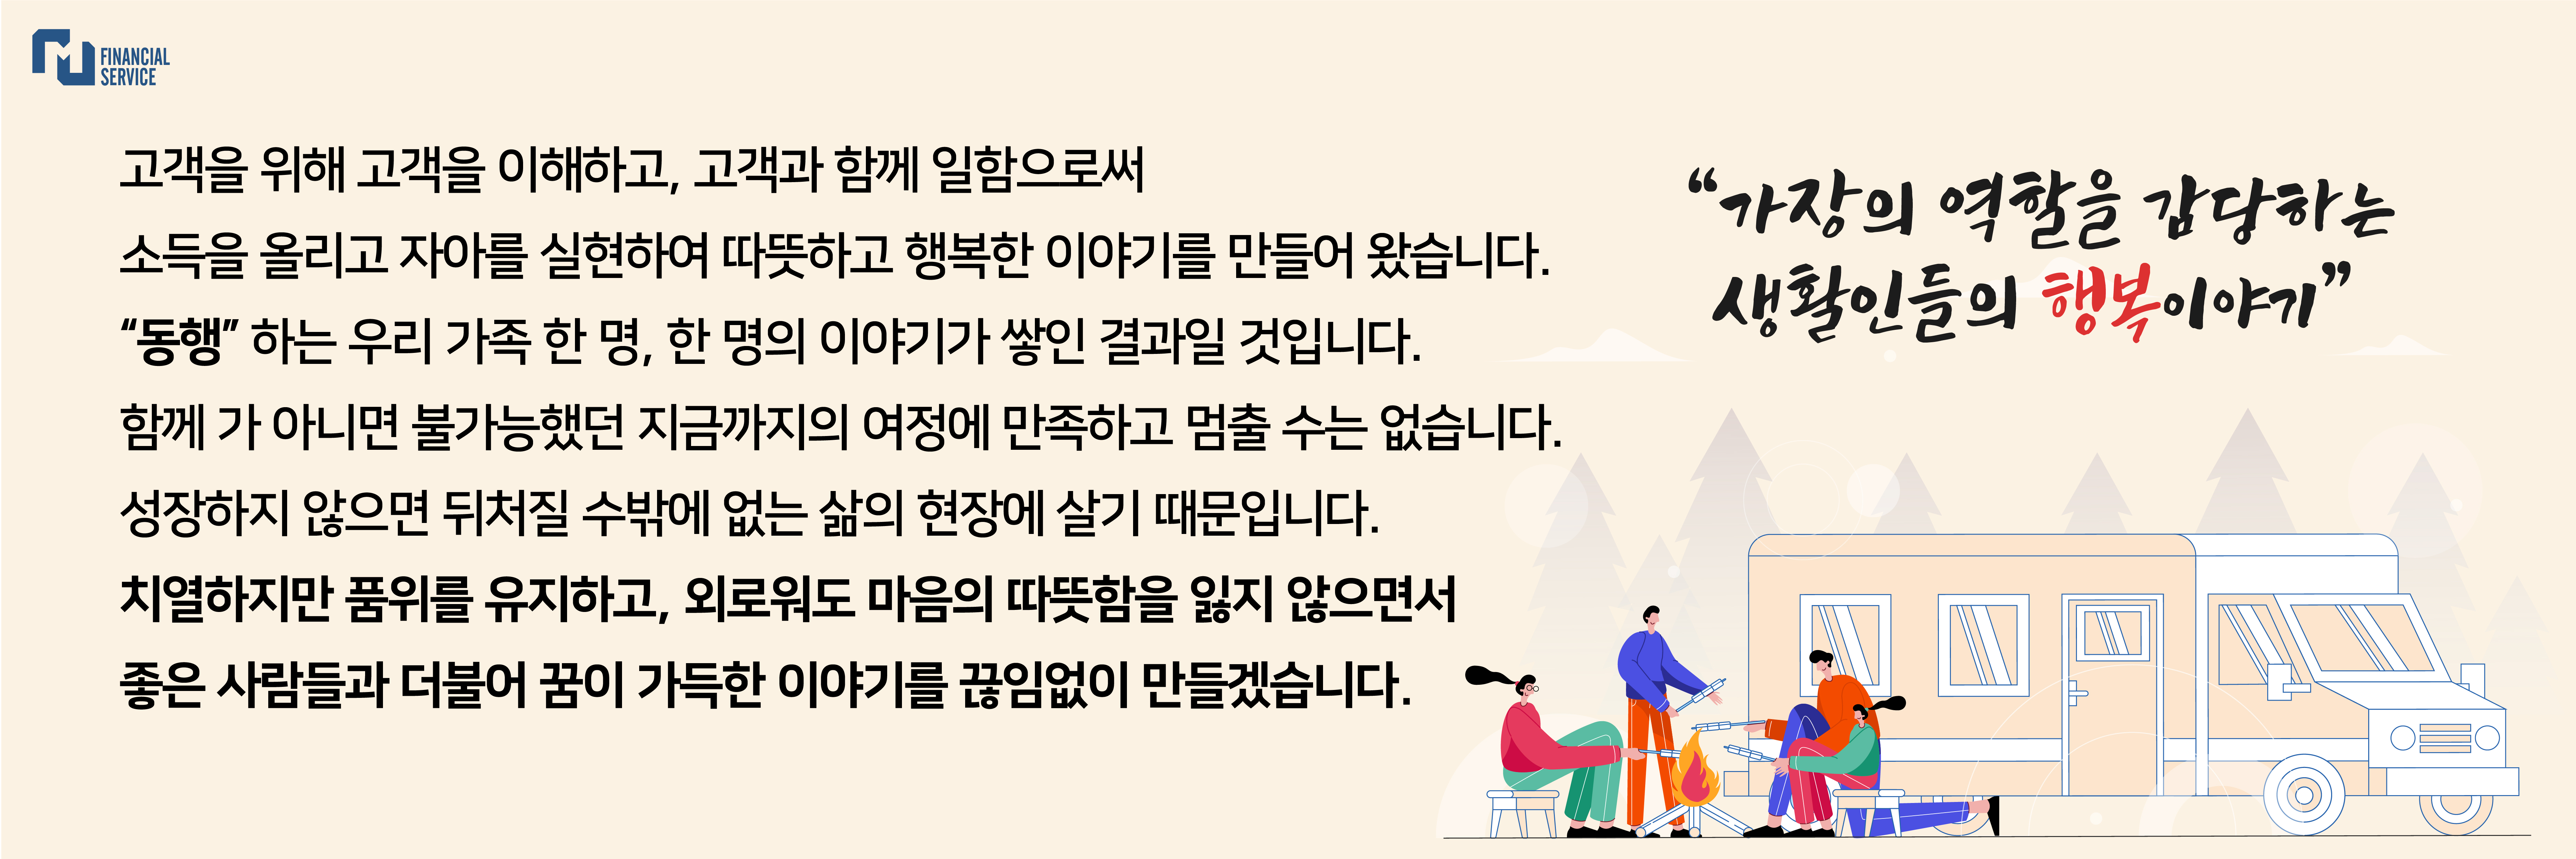 FINANCIAL
SERVICE
고객을 위해 고객을 이해하고, 고객과 함께 일함으로써
소득을 올리고 자아를 실현하여 따뜻하고 행복한 이야기를 만들어 왔습니다.
“동행” 하는 우리 가족 한 명, 한 명의 이야기가 쌓인 결과일 것입니다.
함께 가 아니면 불가능했던 지금까지의 여정에 만족하고 멈출 수는 없습니다.
성장하지 않으면 뒤처질 수밖에 없는 삶의 현장에 살기 때문입니다.
치열하지만 품위를 유지하고, 외로워도 마음의 따뜻함을 잃지 않으면서
좋은 사람들과 더불어 꿈이 가득한 이야기를 끊임없이 만들겠습니다.
“가장의 역할을 감당하는
생활인들의 행복이야기”